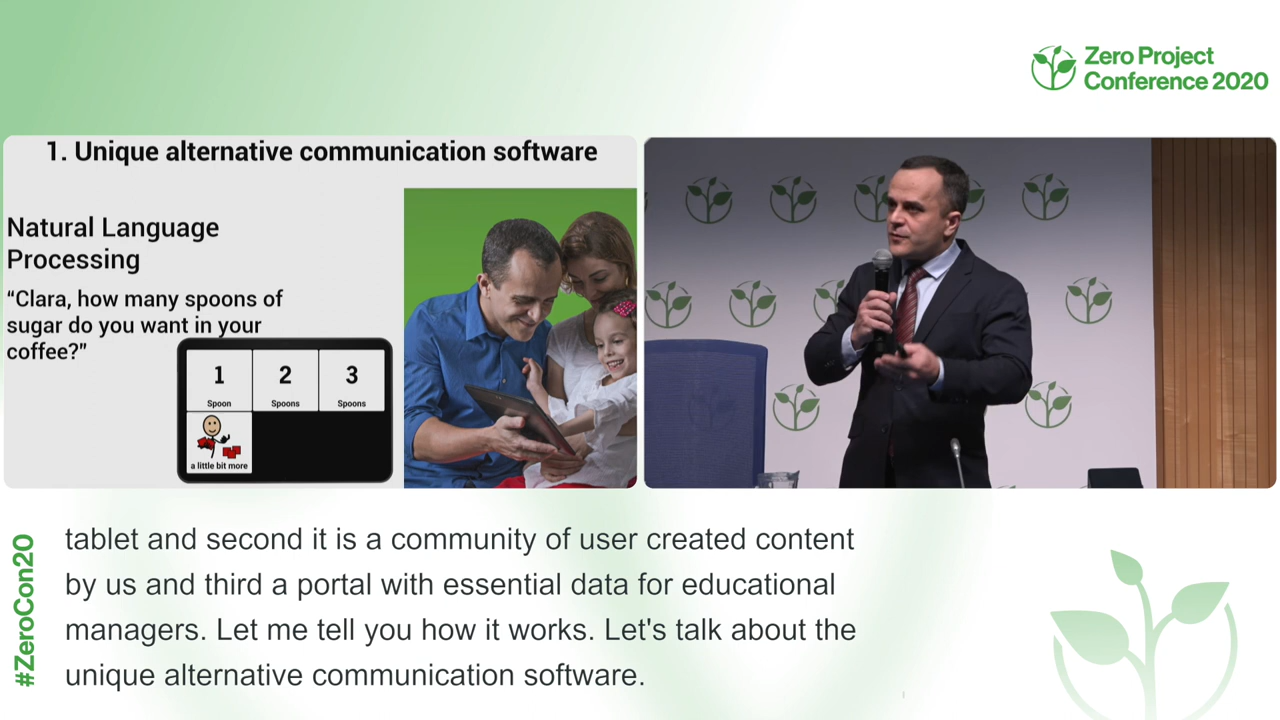 Zero Project
Conference 2020
1. Unique alternative communication software
Natural Language
Processing
“Clara, how many spoons of
sugar do you want in your
coffee?”
1
Spoon
2
Spoons
3
Spoons
a little bit more
#ZeroCon20
tablet and second it is a community of user created content
by us and third a portal with essential data for educational
managers. Let me tell you how it works. Let's talk about the
unique alternative communication software.